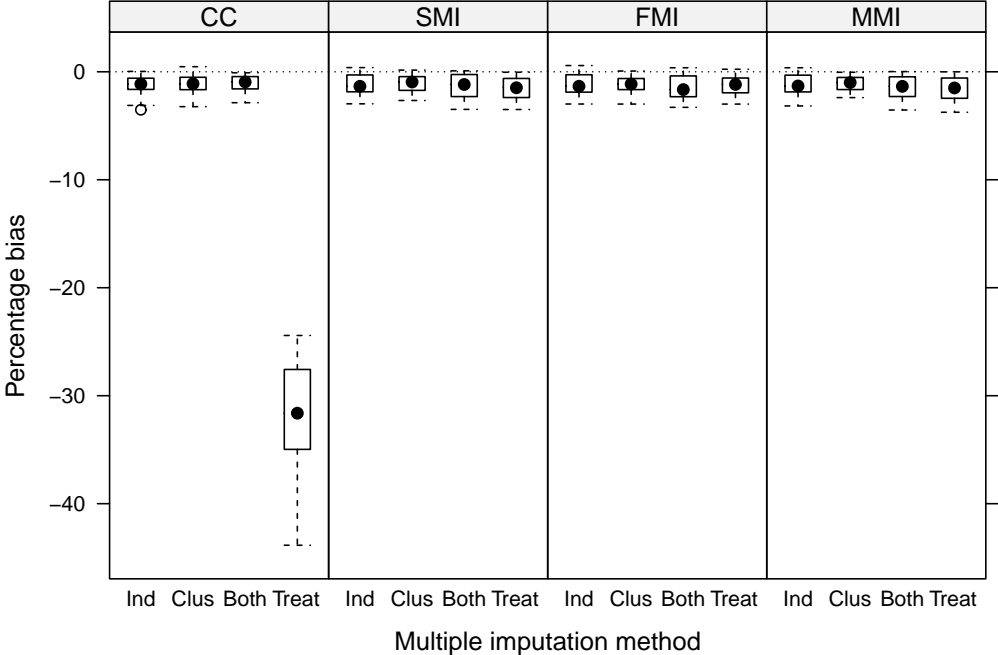 CC SMI FMI MMI
0
−10
−20
−30
−40
Percentage bias
Ind Clus Both Treat Ind Clus Both Treat Ind Clus Both Treat Ind Clus Both Treat
Multiple imputation method